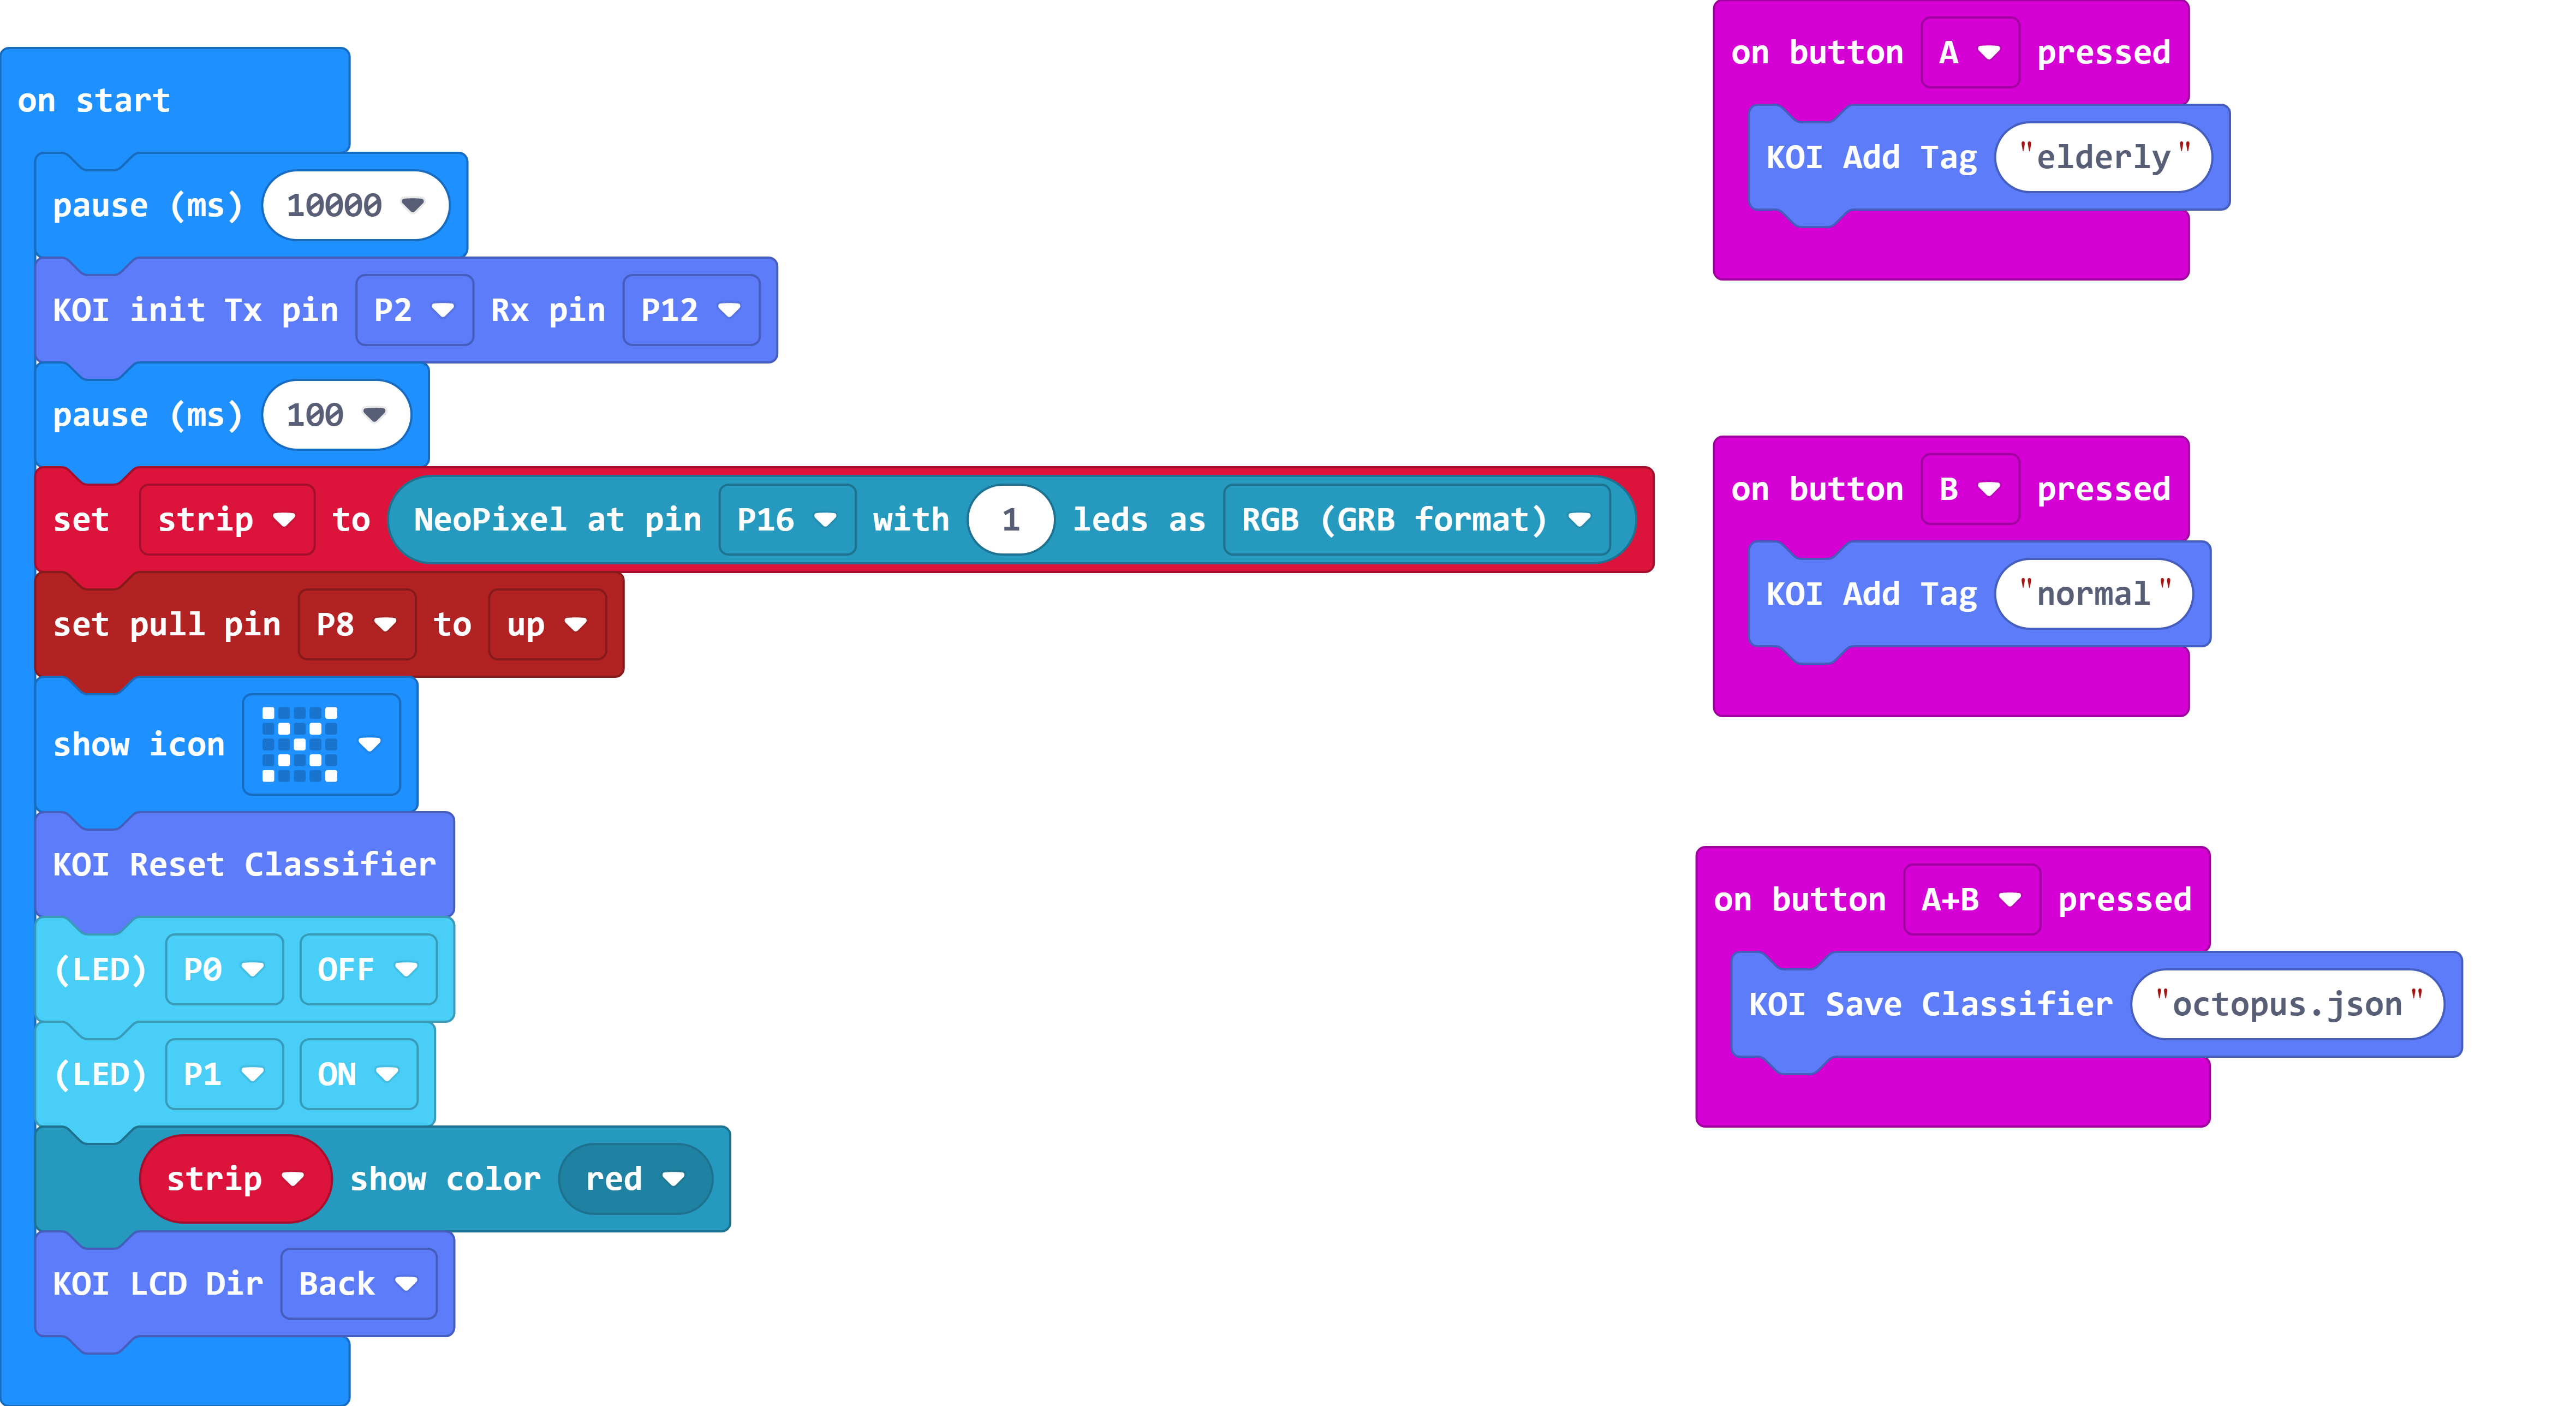 on start
pause (ms) 10000
KOI init Tx pin P2 Rx pin P12
pause (ms) 100
set strip to NeoPixel at pin P16 with 1 leds as RGB (GRB format)
set pull pin P8 to up
show icon
KOI Reset Classifier
(LED) P0 OFF
(LED) P1 ON
strip show color red
KOI LCD Dir Back
on button A pressed
KOI Add Tag "elderly"
on button B pressed
KOI Add Tag "normal"
on button A+B pressed
KOI Save Classifier "octopus.json"